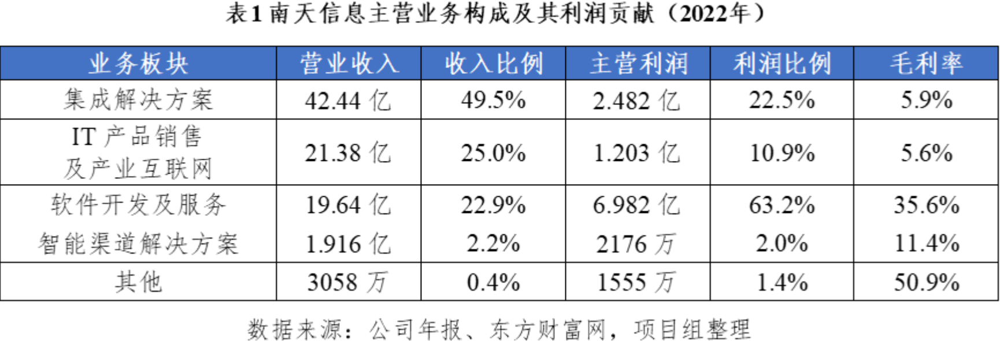 表1 南天信息主营业务构成及其利润贡献（2022年）
业务板块 营业收入 收入比例 主营利润 利润比例 毛利率
集成解决方案 42.44 亿 49.5% 2.482 亿 22.5% 5.9%
IT 产品销售
及产业互联网 21.38 亿 25.0% 1.203 亿 10.9% 5.6%
软件开发及服务 19.64 亿 22.9% 6.982 亿 63.2% 35.6%
智能渠道解决方案 1.916 亿 2.2% 2176 万 2.0% 11.4%
其他 3058 万 0.4% 1555 万 1.4% 50.9%
数据来源：公司年报、东方财富网，项目组整理